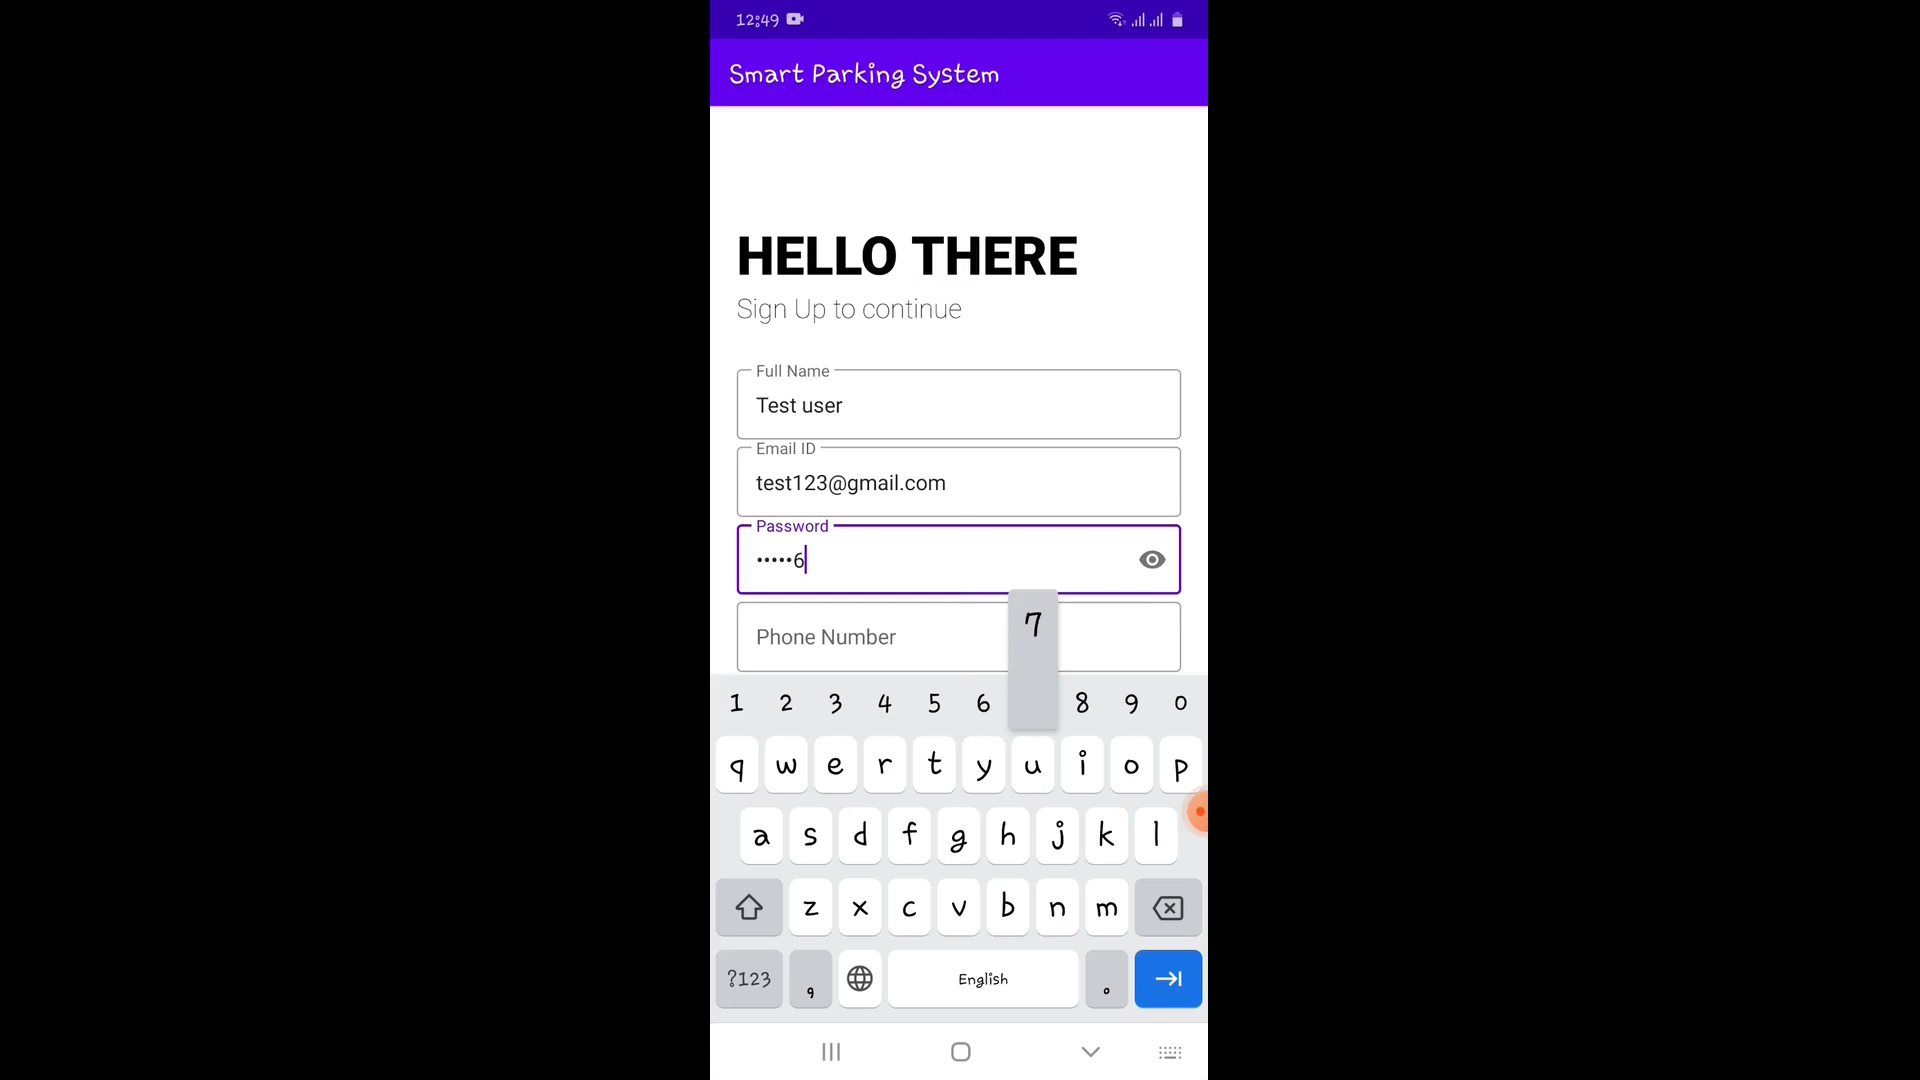 12:49
Smart Parking System
HELLO THERE
Sign Up to continue
Full Name
Test user
Email ID
test123@gmail.com
Password
•••••6
Phone Number
7
1 2 3 4 5 6 8 9 0
q w e r t y u i o p
a s d f g h j k l
z x c v b n m
?123 , English .